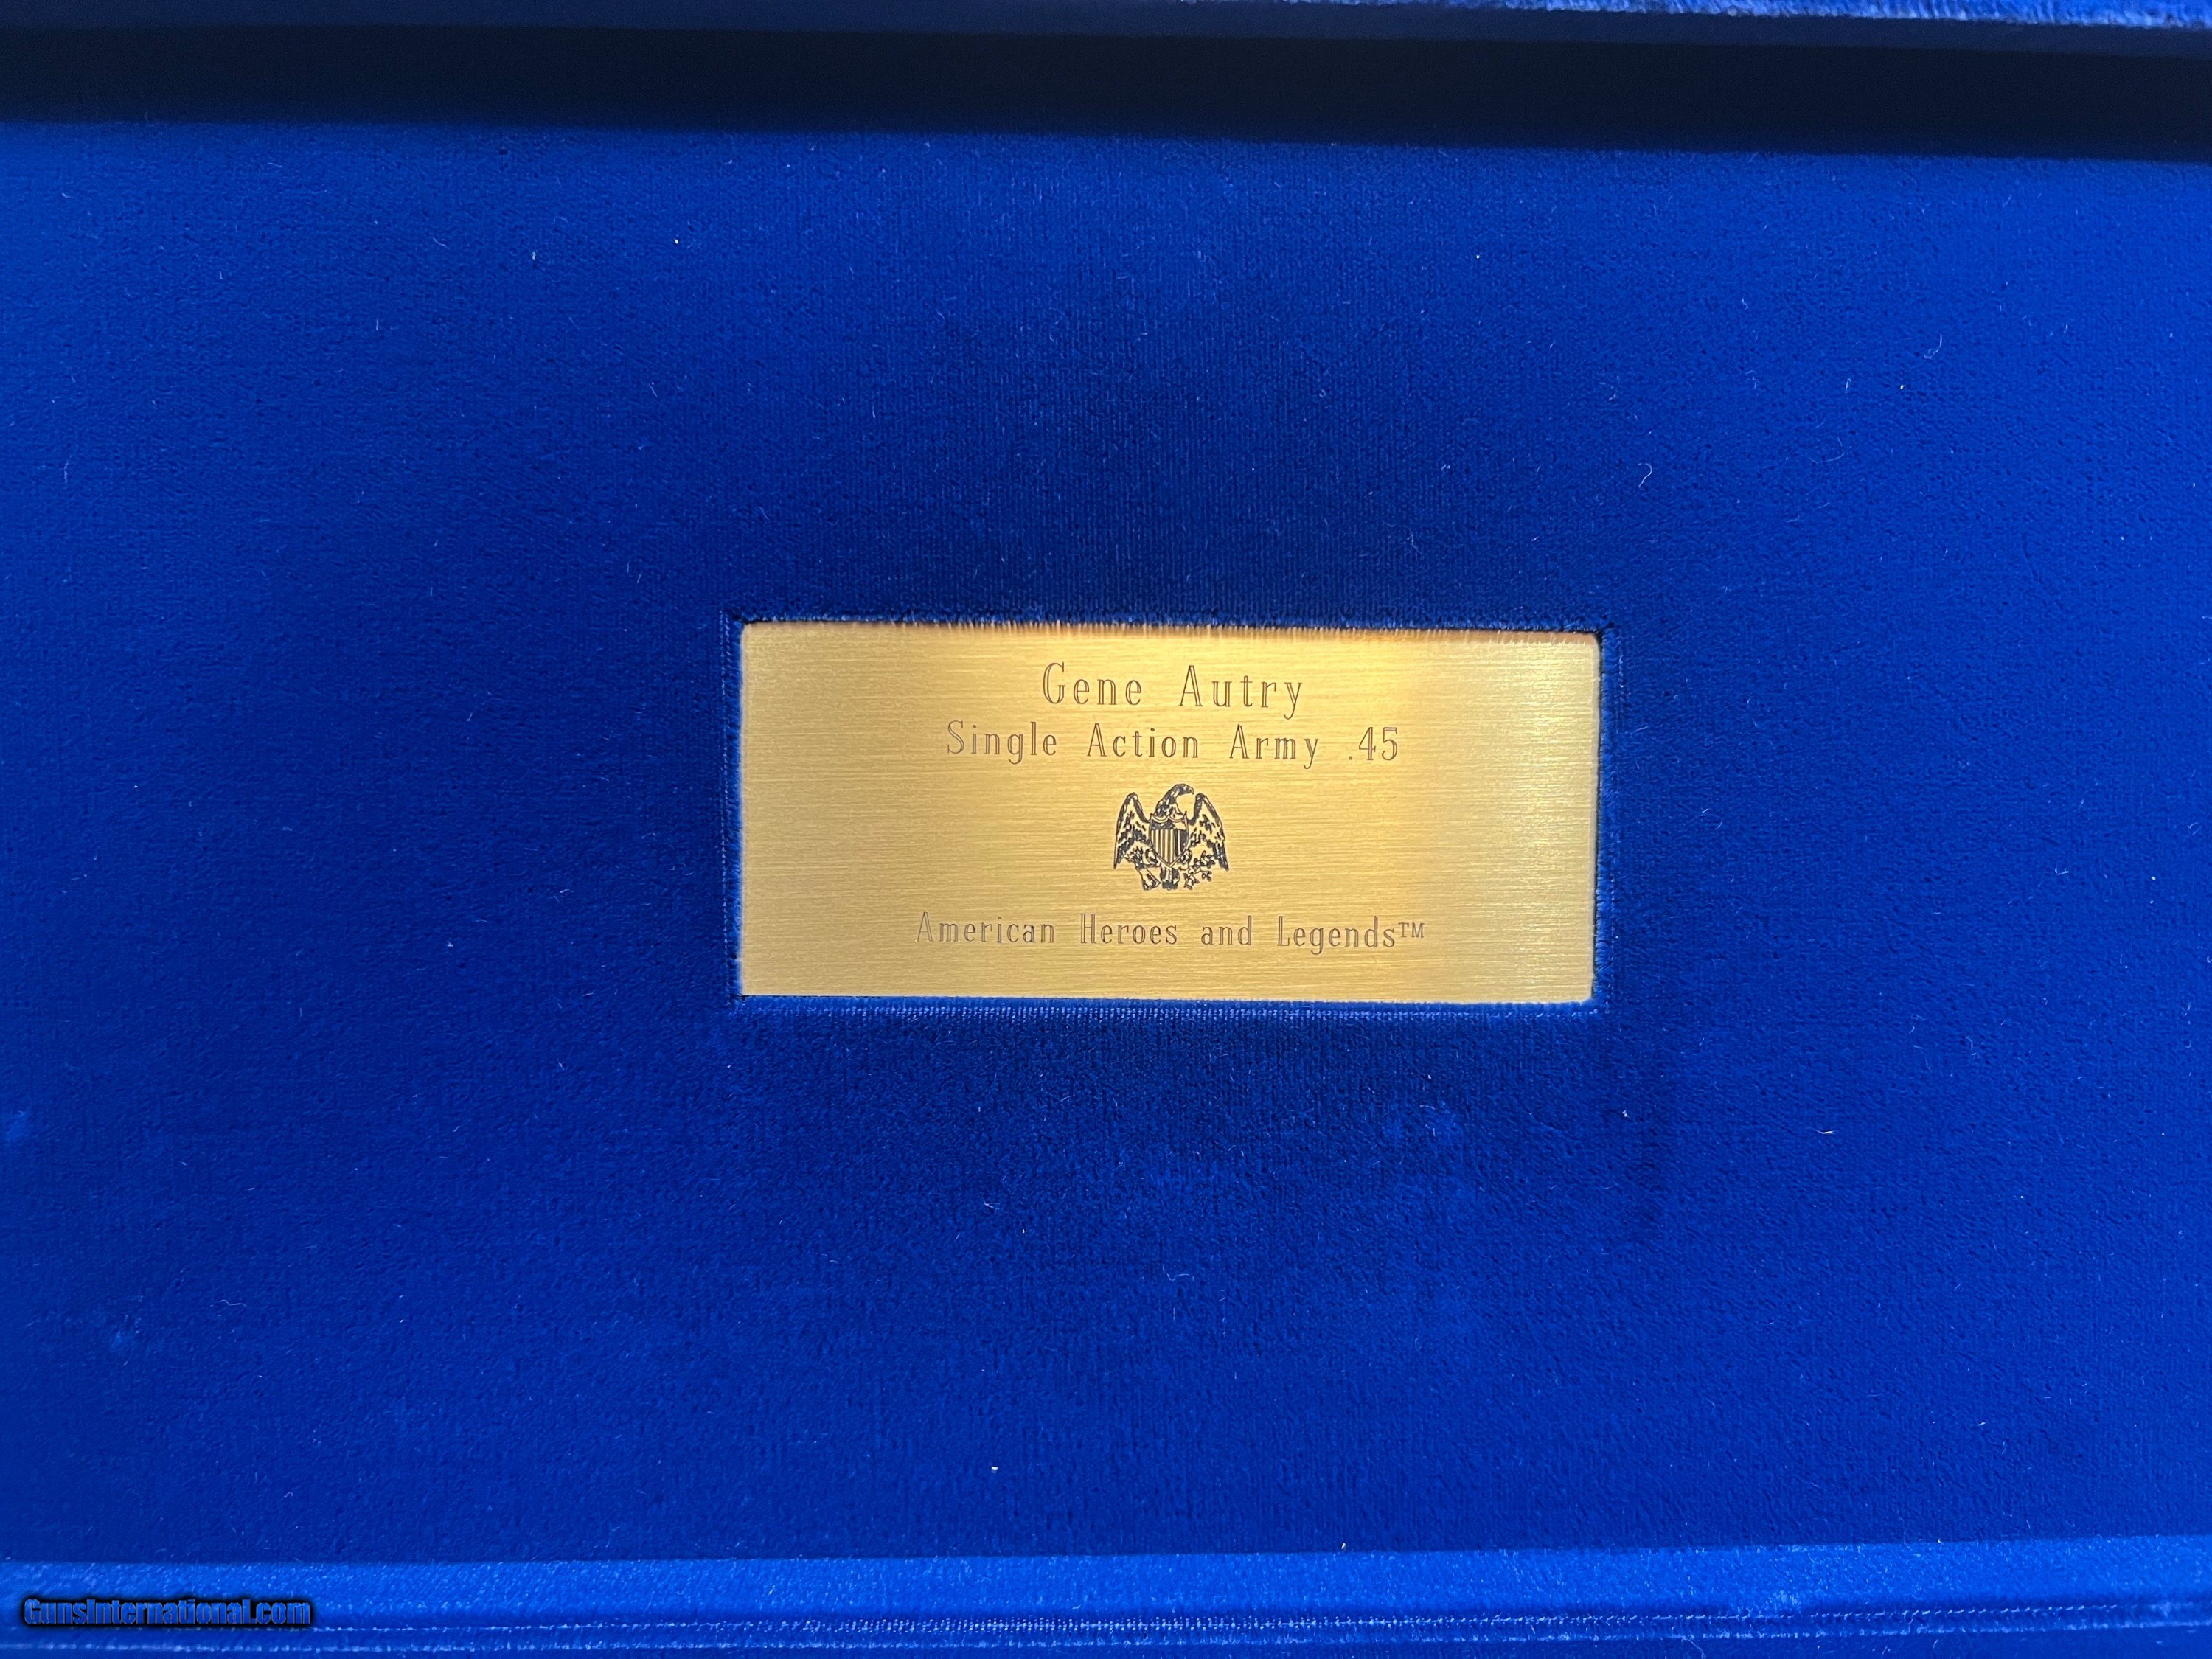 Gene Autry
Single Action Army .45
American Heroes and Legends™
GunsInternational.com